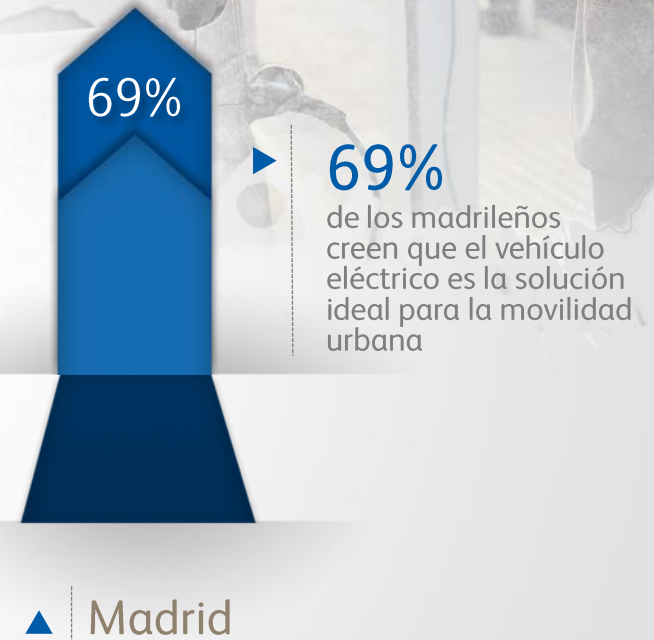 69%
69%
de los madrileños
creen que el vehículo
eléctrico es la solución
ideal para la movilidad
urbana
Madrid